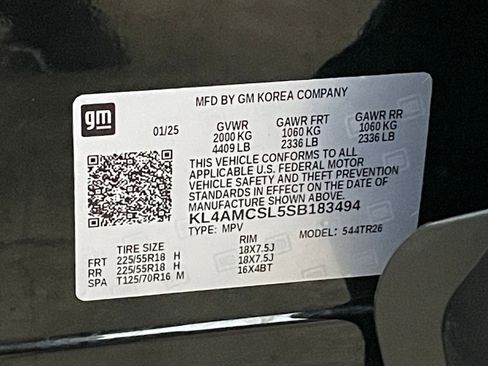 MFD BY GM KOREA COMPANY
gm
01/25 GVWR GAWR FRT GAWR RR
2000 KG 1060 KG 1060 KG
4409 LB 2336 LB 2336 LB
THIS VEHICLE CONFORMS TO ALL
APPLICABLE U.S. FEDERAL MOTOR
VEHICLE SAFETY AND THEFT PREVENTION
STANDARDS IN EFFECT ON THE DATE OF
MANUFACTURE SHOWN ABOVE.
KL4AMCSL5SB183494
TYPE: MPV MODEL: 544TR26
TIRE SIZE RIM
FRT 225/55R18 H 18X7.5J
RR 225/55R18 H 18X7.5J
SPA T125/70R16 M 16X4BT